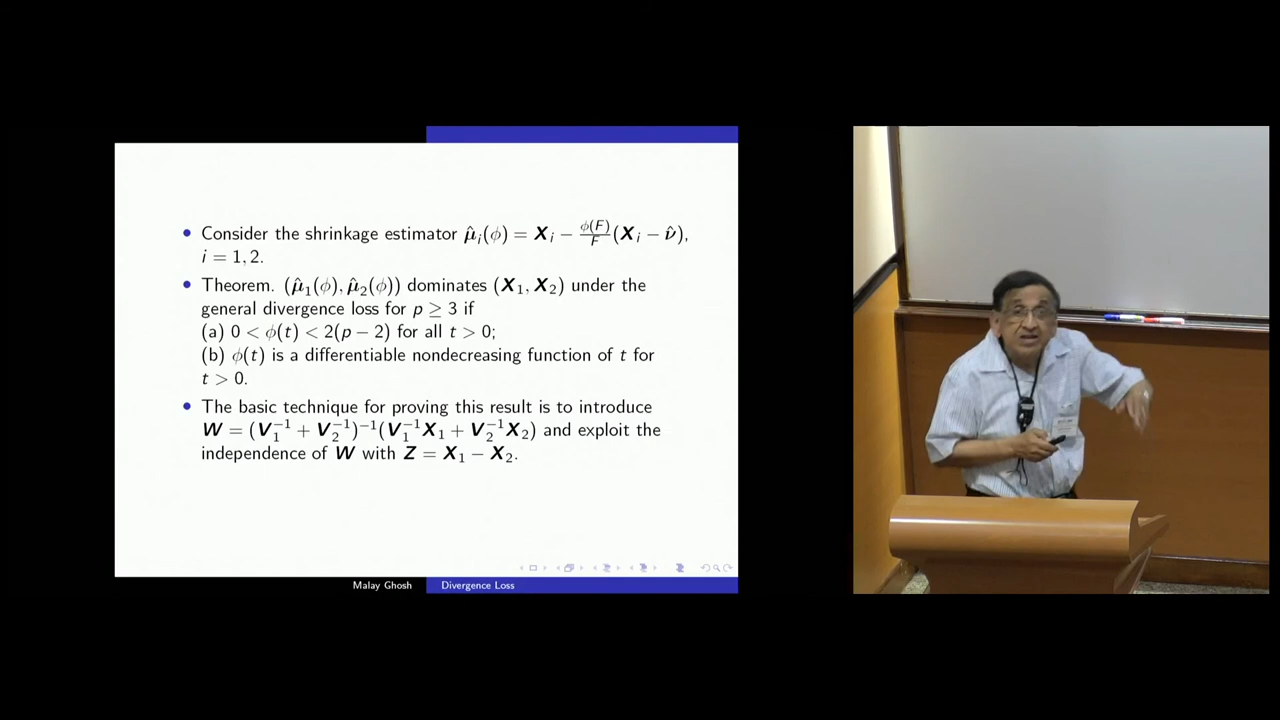 Consider the shrinkage estimator μ̂ᵢ(ϕ) = Xᵢ − ϕ(F)/F (Xᵢ − ν̂),
i = 1, 2.
Theorem. (μ̂₁(ϕ), μ̂₂(ϕ)) dominates (X₁, X₂) under the
general divergence loss for p ≥ 3 if
(a) 0 < ϕ(t) < 2(p − 2) for all t > 0;
(b) ϕ(t) is a differentiable nondecreasing function of t for
t > 0.
The basic technique for proving this result is to introduce
W = (V₁⁻¹ + V₂⁻¹)⁻¹(V₁⁻¹X₁ + V₂⁻¹X₂) and exploit the
independence of W with Z = X₁ − X₂.
Malay Ghosh
Divergence Loss